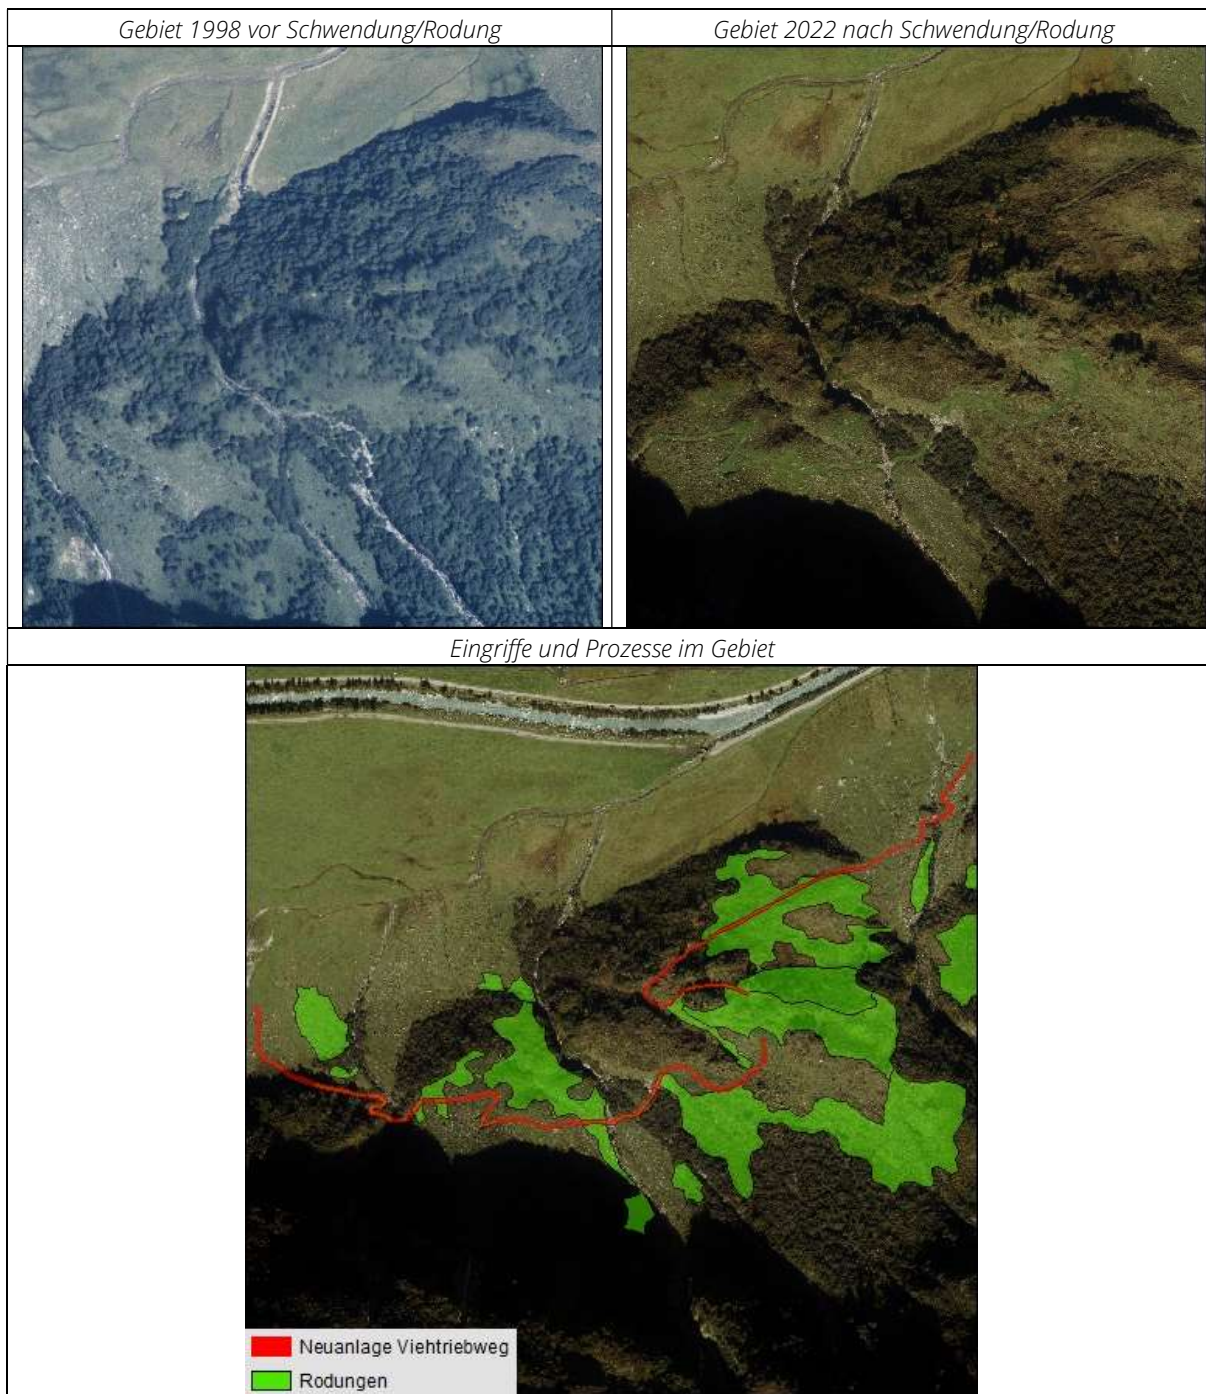 Gebiet 1998 vor Schwendung/Rodung
Gebiet 2022 nach Schwendung/Rodung
Eingriffe und Prozesse im Gebiet
Neuanlage Viehtriebweg
Rodungen